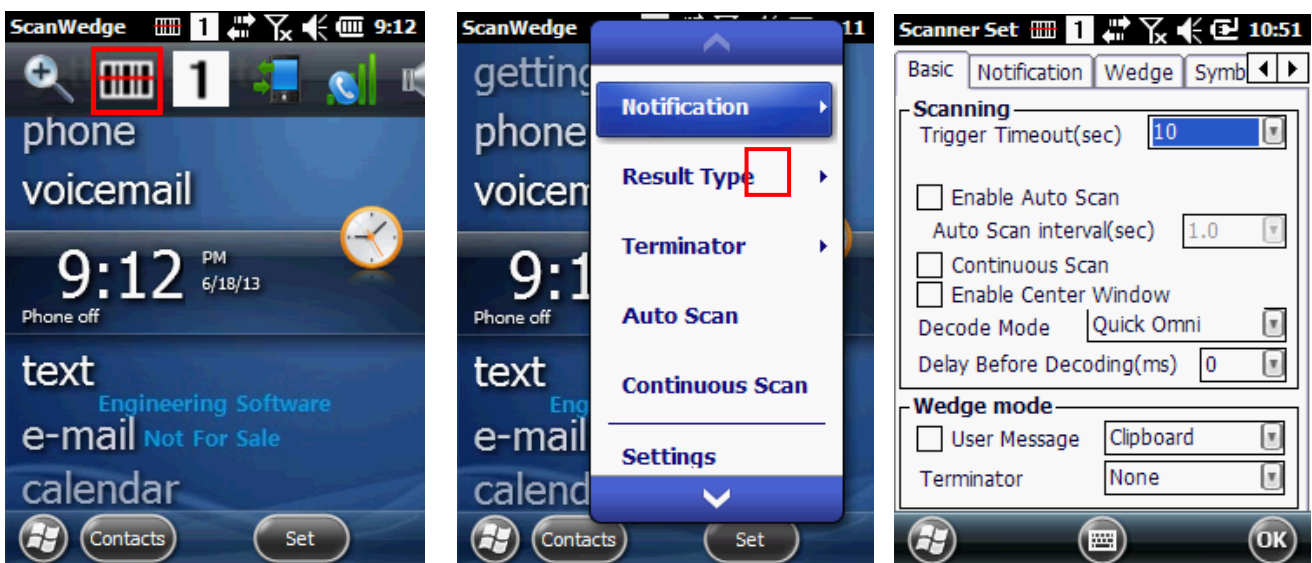 ScanWedge 1 9:12
1
phone
voicemail
9:12 PM
6/18/13
Phone off
text
Engineering Software
e-mail Not For Sale
calendar
Contacts Set
ScanWedge 11
getting
phone
voicem
9:1
Phone off
text
Eng
e-mail
calend
Notification
Result Type
Terminator
Auto Scan
Continuous Scan
Settings
Contacts Set
Scanner Set 1 10:51
Basic Notification Wedge Symb
Scanning
Trigger Timeout(sec) 10
Enable Auto Scan
Auto Scan interval(sec) 1.0
Continuous Scan
Enable Center Window
Decode Mode Quick Omni
Delay Before Decoding(ms) 0
Wedge mode
User Message Clipboard
Terminator None
OK